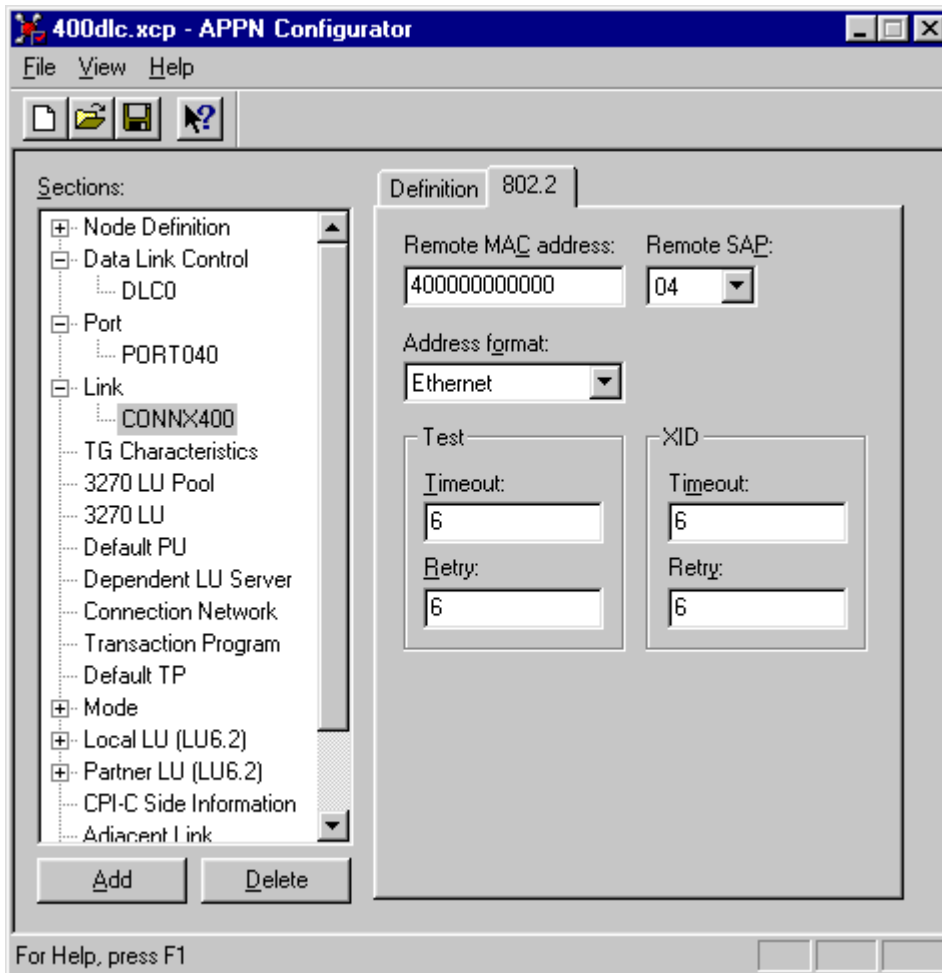 400dlc.xcp - APPN Configurator
File View Help
Sections:
Node Definition
Data Link Control
DLC0
Port
PORT040
Link
CONNX400
TG Characteristics
3270 LU Pool
3270 LU
Default PU
Dependent LU Server
Connection Network
Transaction Program
Default TP
Mode
Local LU (LU6.2)
Partner LU (LU6.2)
CPI-C Side Information
Adjacent Link
Add Delete
Definition 802.2
Remote MAC address: Remote SAP:
400000000000 04
Address format:
Ethernet
Test
Timeout:
6
Retry:
6
XID
Timeout:
6
Retry:
6
For Help, press F1